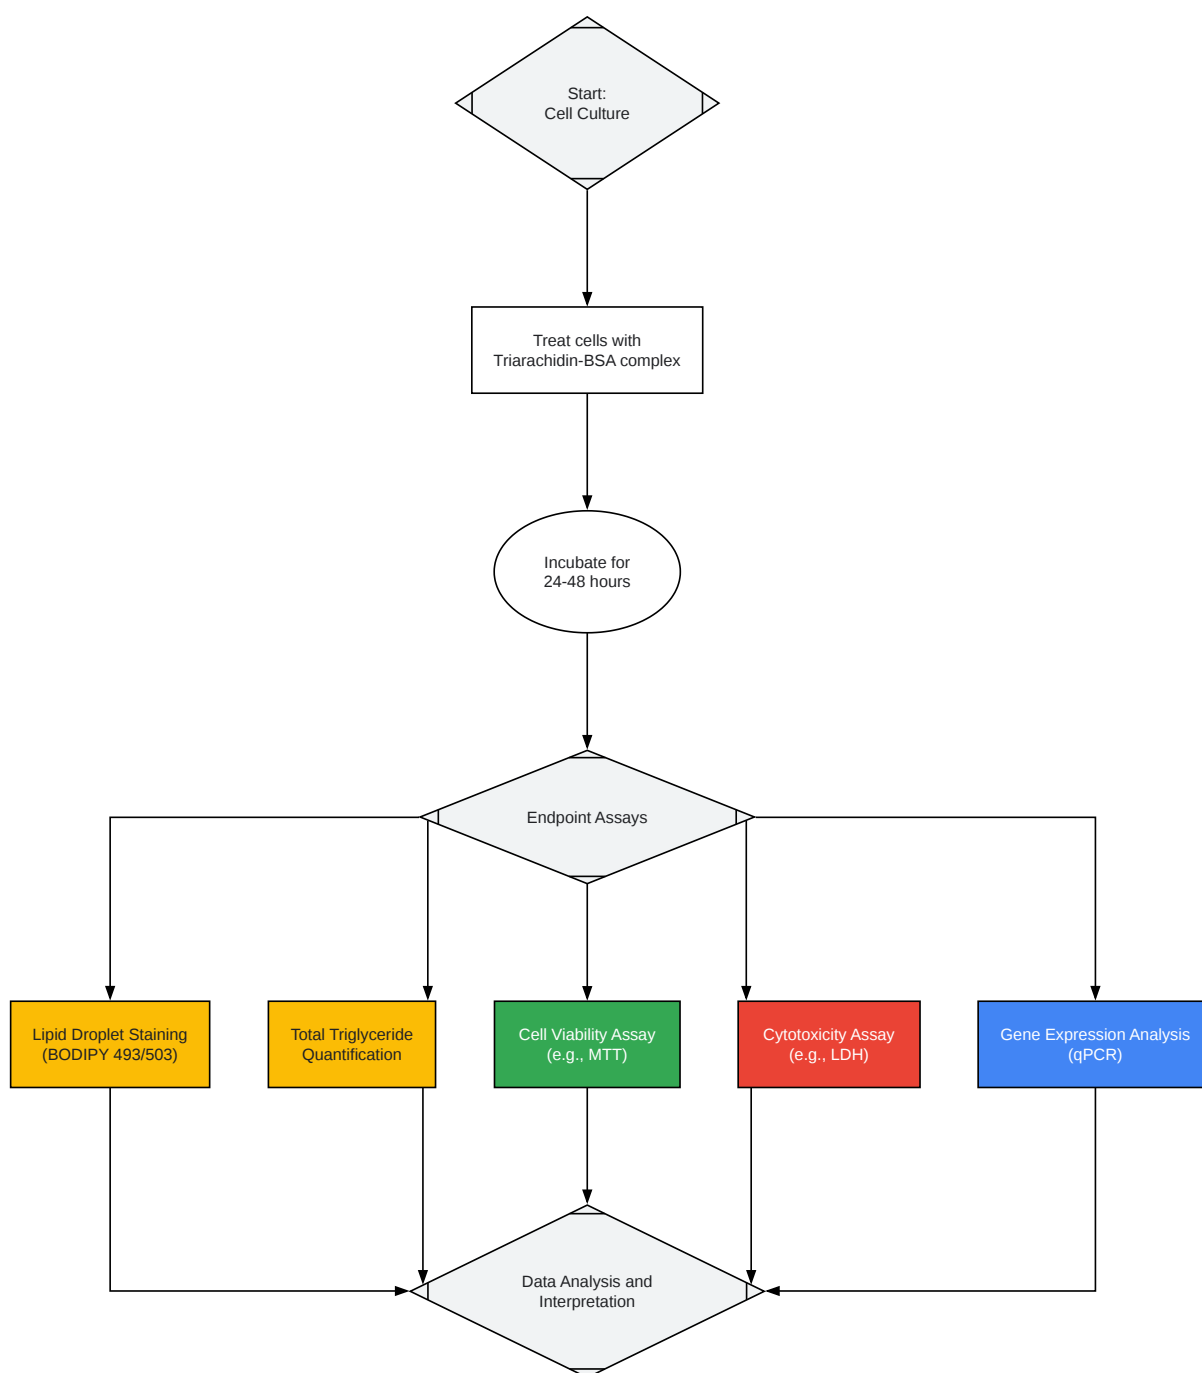 Start:
Cell Culture
Treat cells with
Triarachidin-BSA complex
Incubate for
24-48 hours
Endpoint Assays
Lipid Droplet Staining
(BODIPY 493/503)
Total Triglyceride
Quantification
Cell Viability Assay
(e.g., MTT)
Cytotoxicity Assay
(e.g., LDH)
Gene Expression Analysis
(qPCR)
Data Analysis and
Interpretation